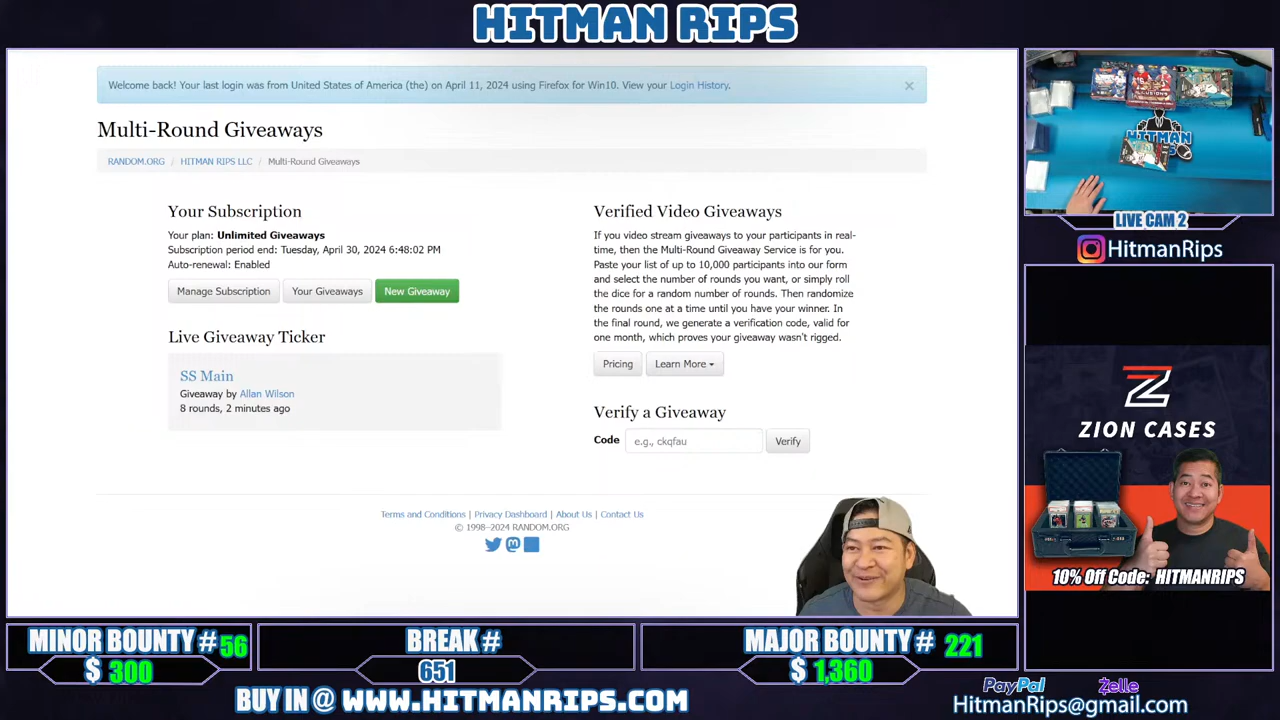 HITMAN RIPS
Welcome back! Your last login was from United States of America (the) on April 11, 2024 using Firefox for Win10. View your Login History.
×
Multi-Round Giveaways
RANDOM.ORG / HITMAN RIPS LLC / Multi-Round Giveaways
Your Subscription
Your plan: Unlimited Giveaways
Subscription period end: Tuesday, April 30, 2024 6:48:02 PM
Auto-renewal: Enabled
Manage Subscription
Your Giveaways
New Giveaway
Live Giveaway Ticker
SS Main
Giveaway by Allan Wilson
8 rounds, 2 minutes ago
Verified Video Giveaways
If you video stream giveaways to your participants in real-
time, then the Multi-Round Giveaway Service is for you.
Paste your list of up to 10,000 participants into our form
and select the number of rounds you want, or simply roll
the dice for a random number of rounds. Then randomize
the rounds one at a time until you have your winner. In
the final round, we generate a verification code, valid for
one month, which proves your giveaway wasn't rigged.
Pricing
Learn More
Verify a Giveaway
Code
e.g., ckqfau
Verify
Terms and Conditions | Privacy Dashboard | About Us | Contact Us
© 1998–2024 RANDOM.ORG
HITMAN
RIPS
LIVE CAM 2
HitmanRips
ZION CASES
10% Off Code: HITMANRIPS
MINOR BOUNTY # 56
$ 300
BREAK #
651
MAJOR BOUNTY # 221
$ 1,360
BUY IN @ WWW.HITMANRIPS.COM
PayPal
Zelle
HitmanRips@gmail.com